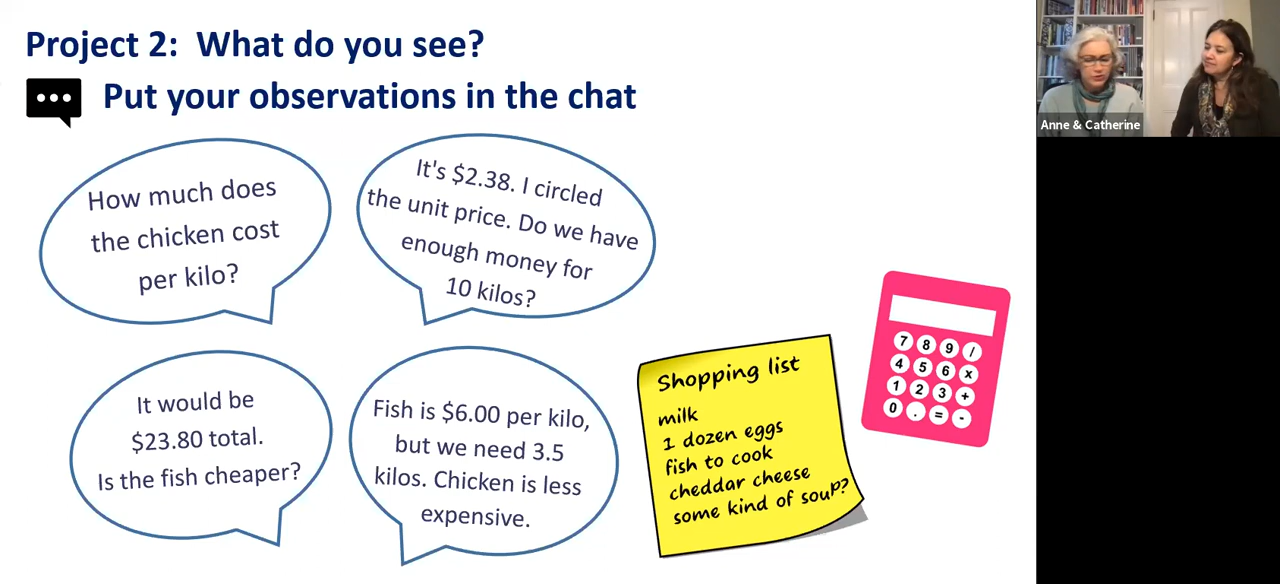 Project 2:  What do you see?
Put your observations in the chat
How much does
the chicken cost
per kilo?
It's $2.38. I circled
the unit price. Do we have
enough money for
10 kilos?
It would be
$23.80 total.
Is the fish cheaper?
Fish is $6.00 per kilo,
but we need 3.5
kilos. Chicken is less
expensive.
Shopping list
milk
1 dozen eggs
fish to cook
cheddar cheese
some kind of soup?
7 8 9 /
4 5 6 x
1 2 3 +
0 . = -
Anne & Catherine